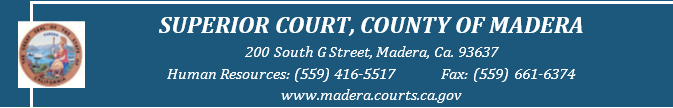 SUPERIOR COURT, COUNTY OF MADERA
200 South G Street, Madera, Ca. 93637
Human Resources: (559) 416-5517 Fax: (559) 661-6374
www.madera.courts.ca.gov